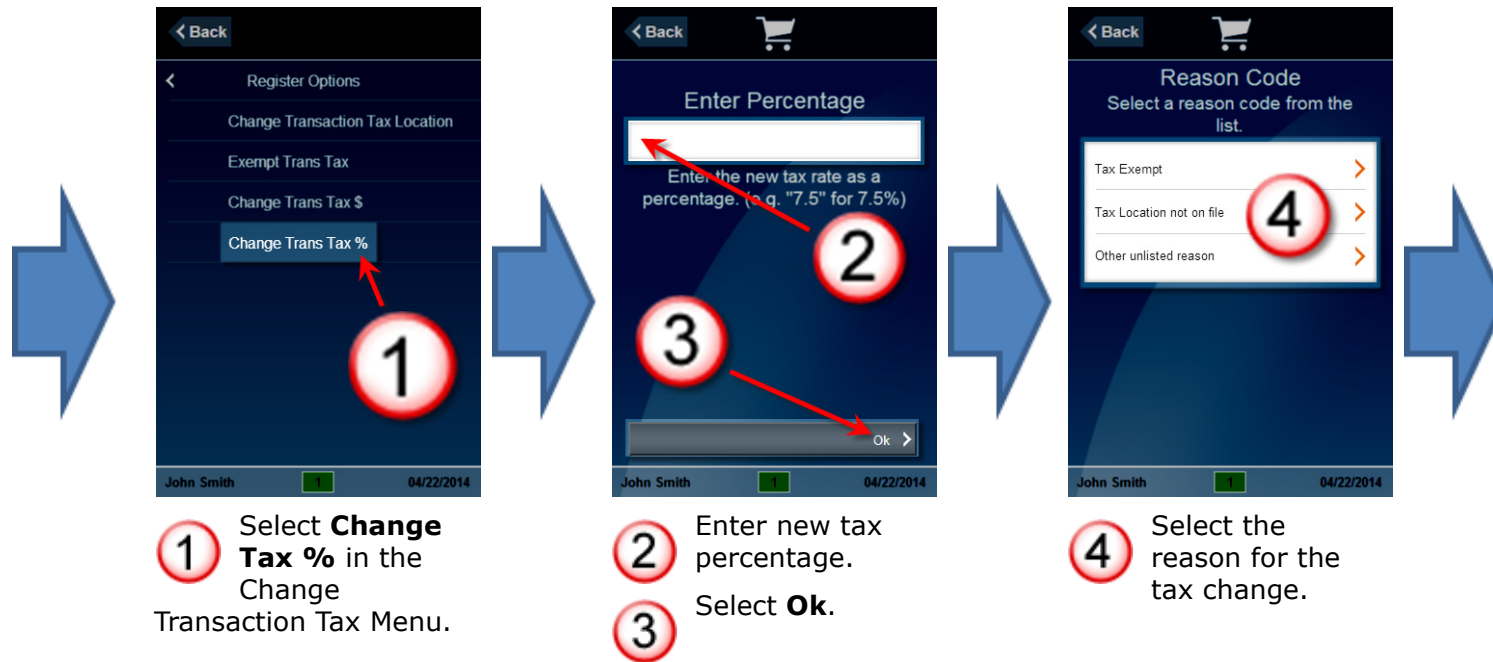 Back
Register Options
Change Transaction Tax Location
Exempt Trans Tax
Change Trans Tax $
Change Trans Tax %
1
John Smith 1 04/22/2014
1 Select Change
Tax % in the
Change
Transaction Tax Menu.
Back
Enter Percentage
Enter the new tax rate as a
percentage. (e.g. "7.5" for 7.5%)
2
3
Ok
John Smith 1 04/22/2014
2 Enter new tax
percentage.
3 Select Ok.
Back
Reason Code
Select a reason code from the
list.
Tax Exempt
Tax Location not on file
4
Other unlisted reason
John Smith 1 04/22/2014
4 Select the
reason for the
tax change.